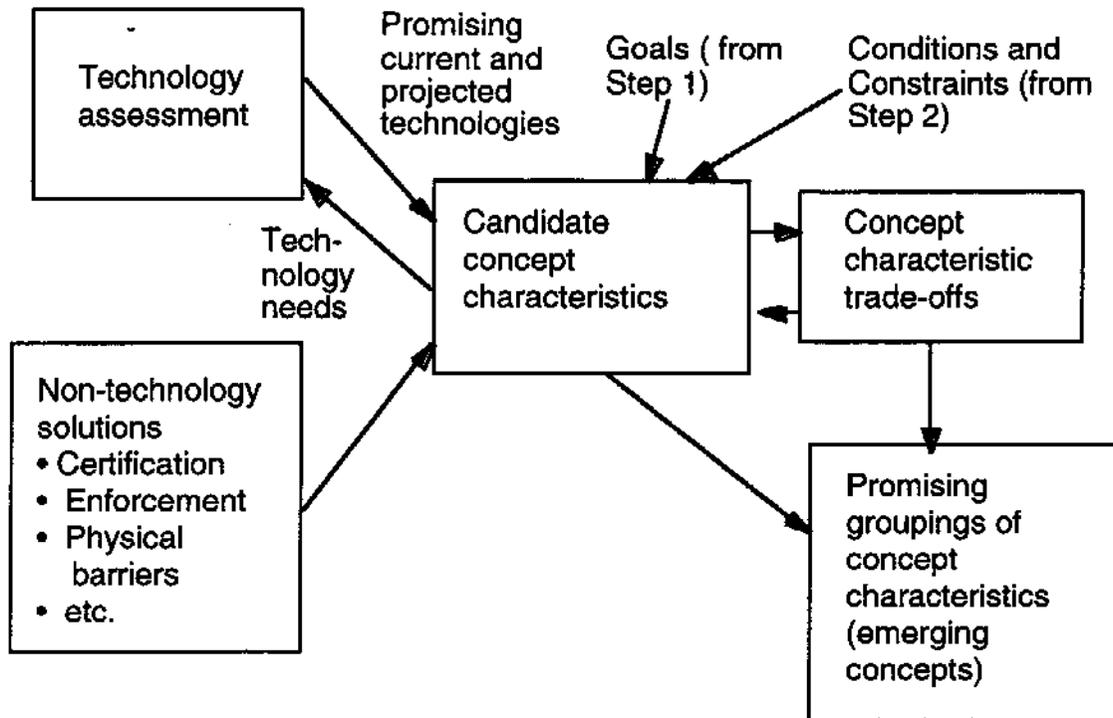 Technology
assessment
Promising
current and
projected
technologies
Goals ( from
Step 1)
Conditions and
Constraints (from
Step 2)
Tech-
nology
needs
Candidate
concept
characteristics
Concept
characteristic
trade-offs
Non-technology
solutions
• Certification
• Enforcement
• Physical
barriers
• etc.
Promising
groupings of
concept
characteristics
(emerging
concepts)